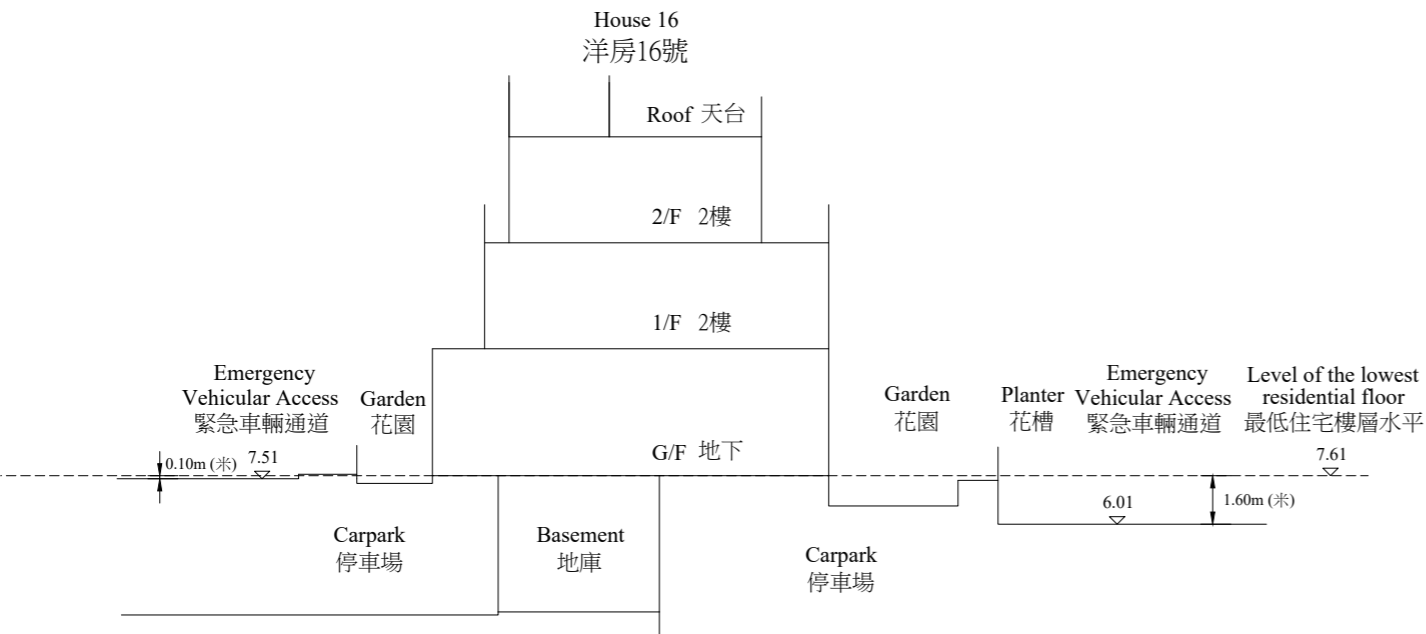 House 16
洋房16號
Roof 天台
2/F 2樓
1/F 2樓
Emergency
Vehicular Access
緊急車輛通道
Garden
花園
Garden
花園
Planter
花槽
Emergency
Vehicular Access
緊急車輛通道
Level of the lowest
residential floor
最低住宅樓層水平
G/F 地下
0.10m (米)
7.51
7.61
6.01
1.60m (米)
Carpark
停車場
Basement
地庫
Carpark
停車場